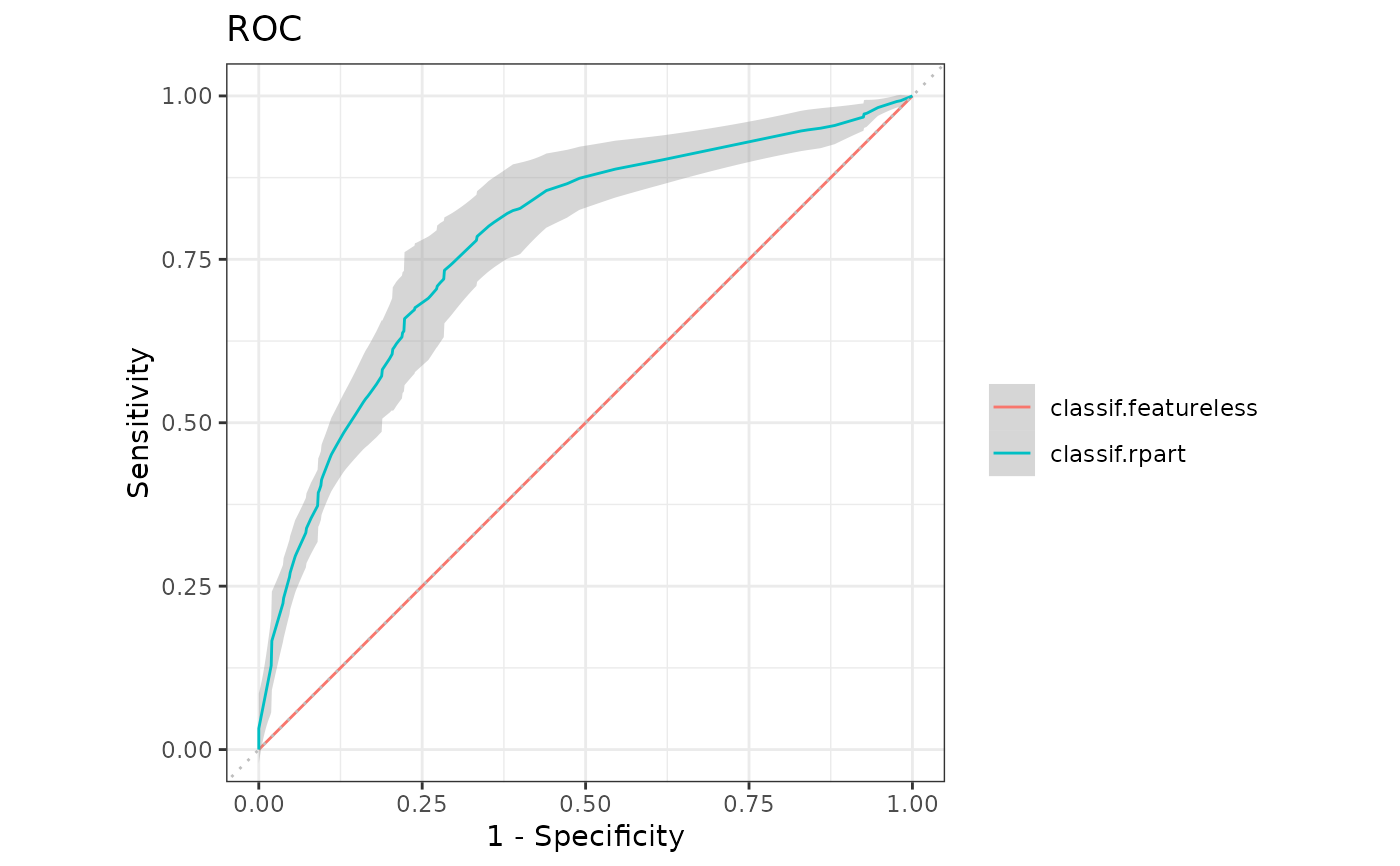 ROC
1.00
0.75
0.50
0.25
0.00
Sensitivity
0.00 0.25 0.50 0.75 1.00
1 - Specificity
classif.featureless
classif.rpart